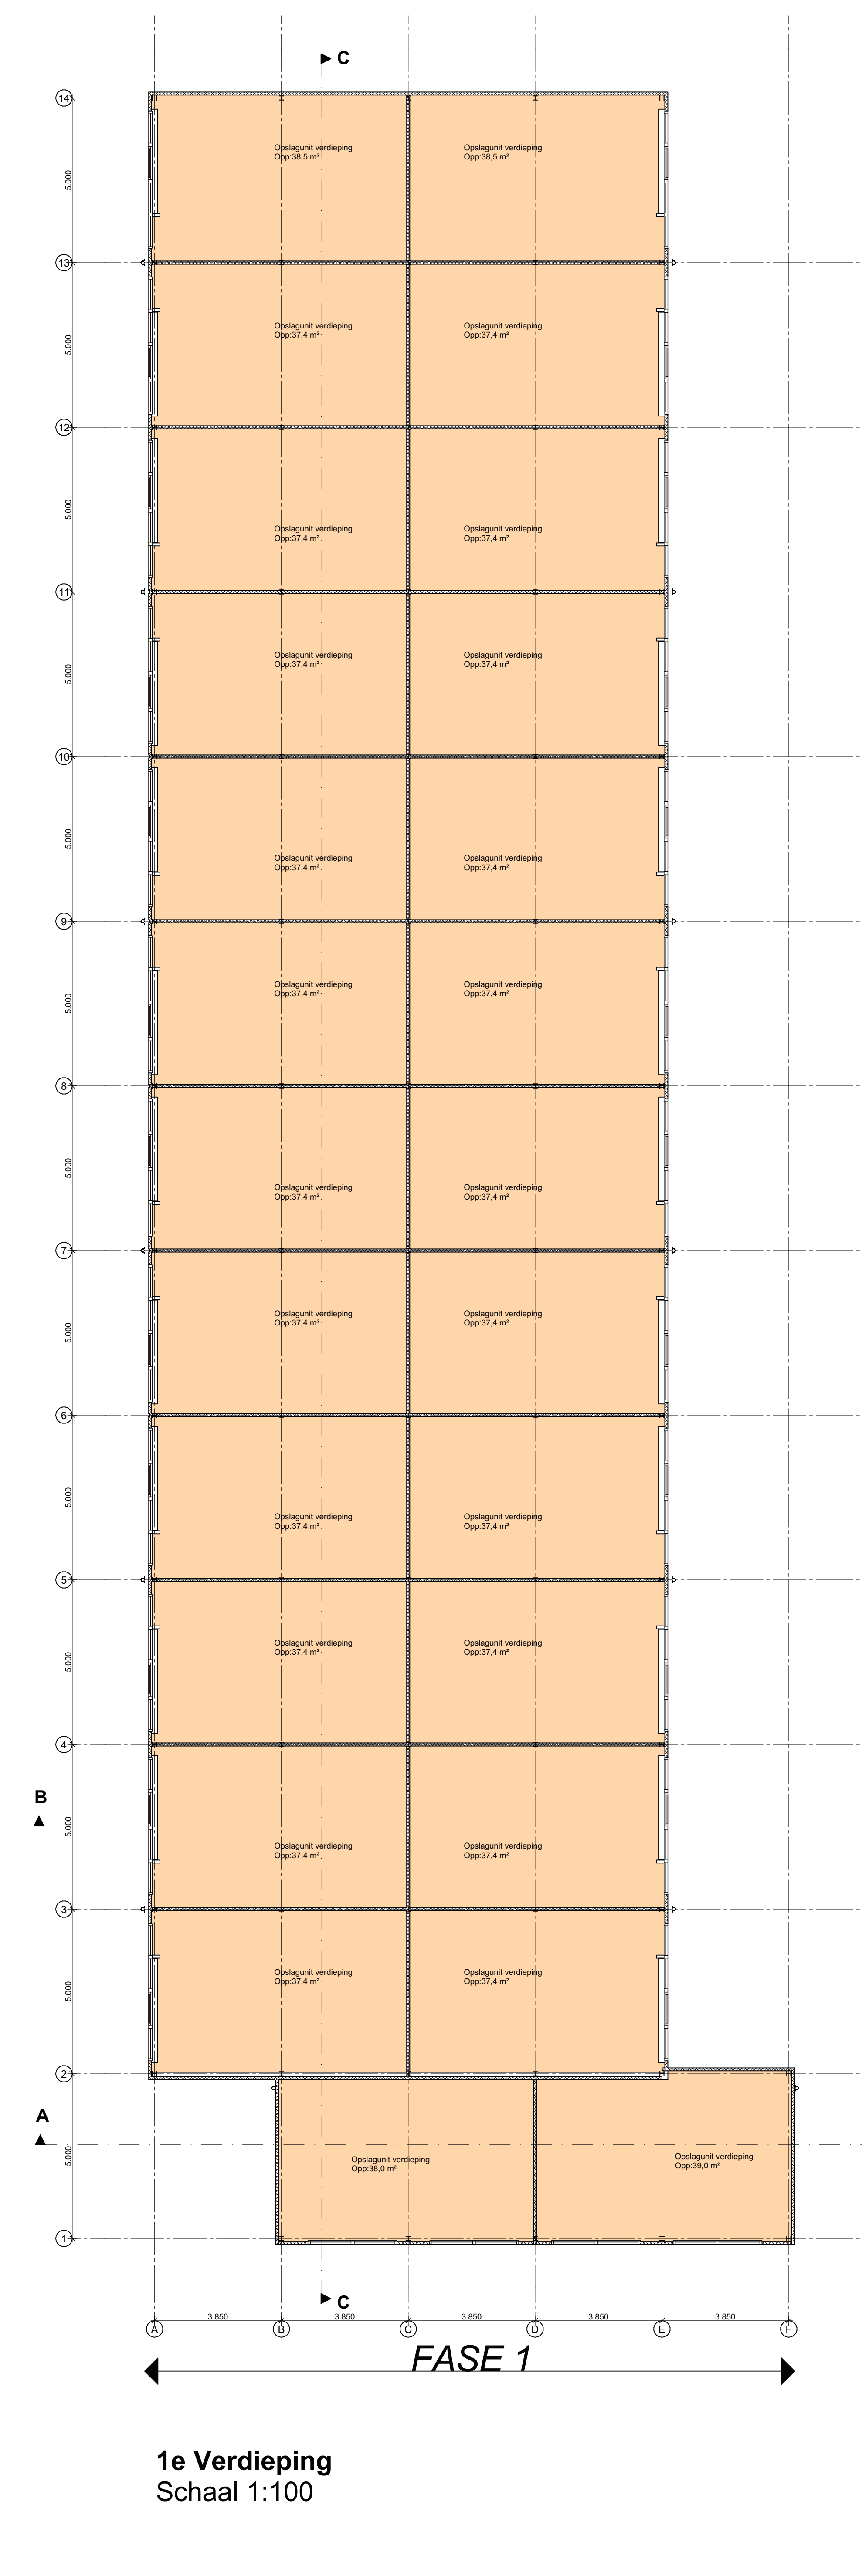 C
14
Opslagunit verdieping
Opp:38,5 m²
Opslagunit verdieping
Opp:38,5 m²
5.000
13
Opslagunit verdieping
Opp:37,4 m²
Opslagunit verdieping
Opp:37,4 m²
5.000
12
Opslagunit verdieping
Opp:37,4 m²
Opslagunit verdieping
Opp:37,4 m²
5.000
11
Opslagunit verdieping
Opp:37,4 m²
Opslagunit verdieping
Opp:37,4 m²
5.000
10
Opslagunit verdieping
Opp:37,4 m²
Opslagunit verdieping
Opp:37,4 m²
5.000
9
Opslagunit verdieping
Opp:37,4 m²
Opslagunit verdieping
Opp:37,4 m²
5.000
8
Opslagunit verdieping
Opp:37,4 m²
Opslagunit verdieping
Opp:37,4 m²
5.000
7
Opslagunit verdieping
Opp:37,4 m²
Opslagunit verdieping
Opp:37,4 m²
5.000
6
Opslagunit verdieping
Opp:37,4 m²
Opslagunit verdieping
Opp:37,4 m²
5.000
5
Opslagunit verdieping
Opp:37,4 m²
Opslagunit verdieping
Opp:37,4 m²
5.000
4
B
Opslagunit verdieping
Opp:37,4 m²
Opslagunit verdieping
Opp:37,4 m²
5.000
3
Opslagunit verdieping
Opp:37,4 m²
Opslagunit verdieping
Opp:37,4 m²
5.000
2
A
Opslagunit verdieping
Opp:38,0 m²
Opslagunit verdieping
Opp:39,0 m²
5.000
1
C
3.850
3.850
3.850
3.850
3.850
A
B
C
D
E
F
FASE 1
1e Verdieping
Schaal 1:100